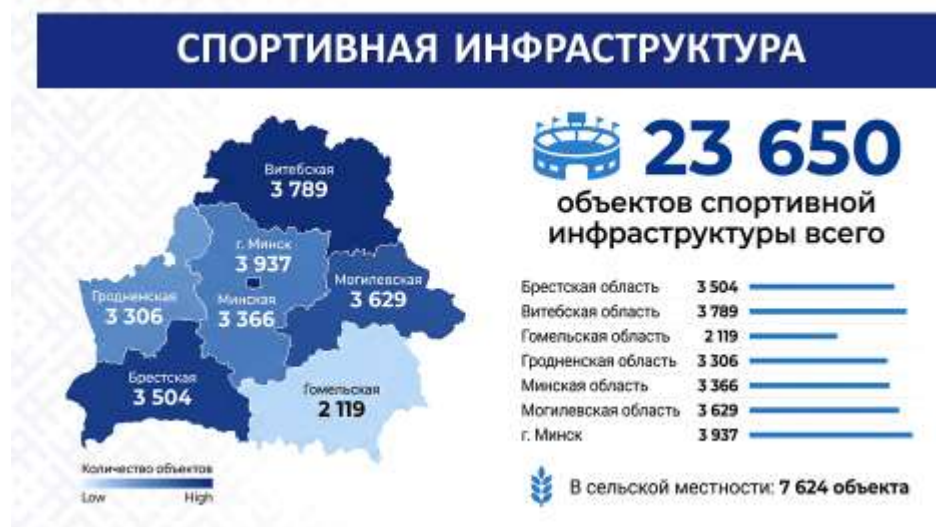 СПОРТИВНАЯ ИНФРАСТРУКТУРА
Витебская
3 789
г. Минск
3 937
Могилевская
3 629
Гродненская
3 306
Минская
3 366
Брестская
3 504
Гомельская
2 119
Количество объектов
Low High
23 650
объектов спортивной
инфраструктуры всего
Брестская область 3 504
Витебская область 3 789
Гомельская область 2 119
Гродненская область 3 306
Минская область 3 366
Могилевская область 3 629
г. Минск 3 937
В сельской местности: 7 624 объекта